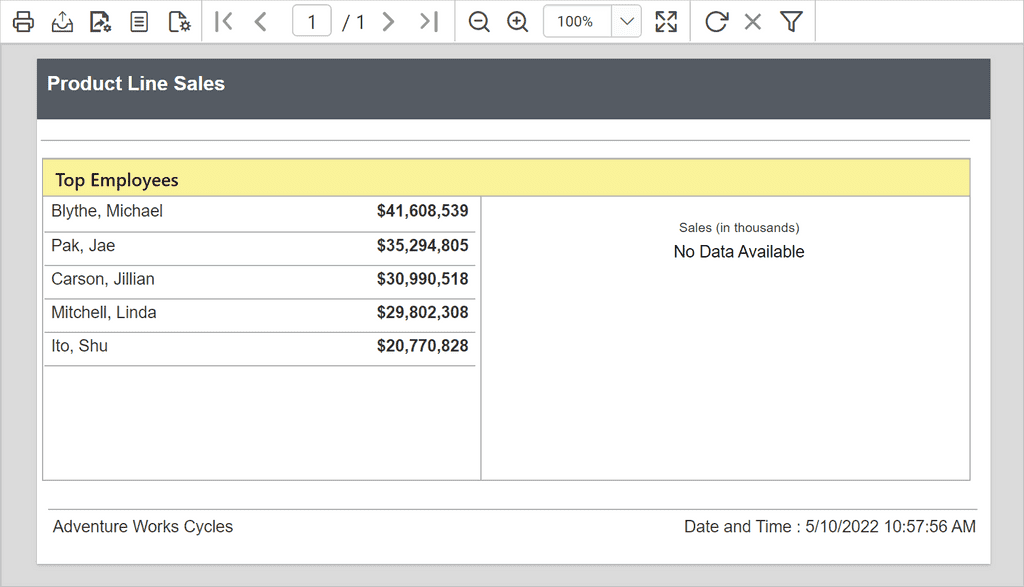 1 / 1 100%
Product Line Sales
Top Employees
Blythe, Michael $41,608,539
Pak, Jae $35,294,805
Carson, Jillian $30,990,518
Mitchell, Linda $29,802,308
Ito, Shu $20,770,828
Sales (in thousands)
No Data Available
Adventure Works Cycles Date and Time : 5/10/2022 10:57:56 AM